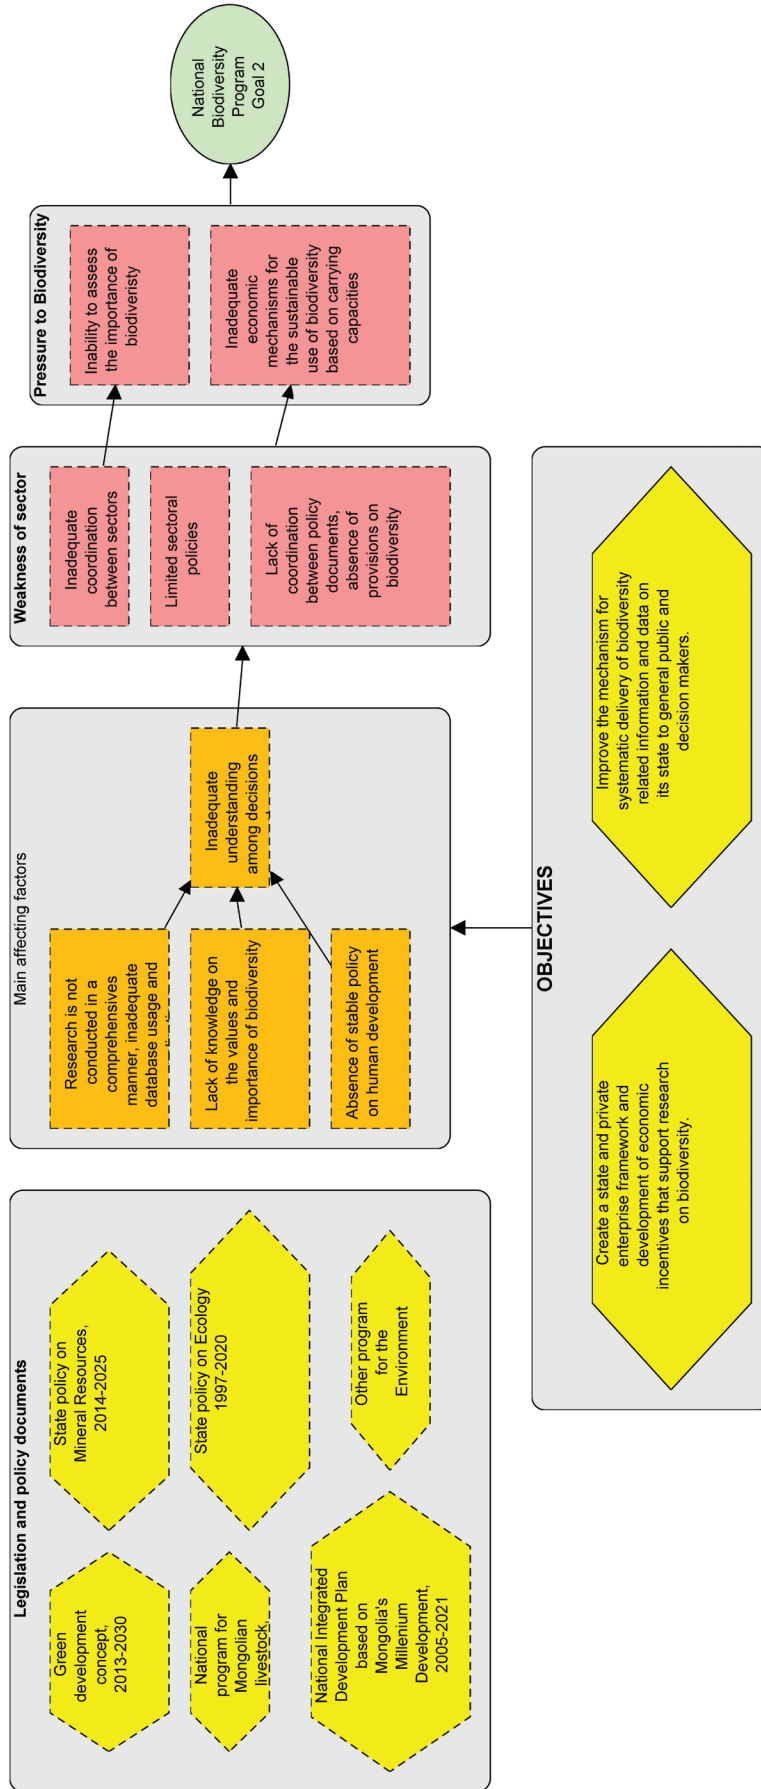 Legislation and policy documents
Green
development
concept,
2013-2030
State policy on
Mineral Resources,
2014-2025
National
program for
Mongolian
livestock,
State policy on Ecology
1997-2020
National Integrated
Development Plan
based on
Mongolia's
Millenium
Development,
2005-2021
Other program
for the
Environment
Main affecting factors
Research is not
conducted in a
comprehensives
manner, inadequate
database usage and
Lack of knowledge on
the values and
importance of biodiversity
Absence of stable policy
on human development
Inadequate
understanding
among decisions
Weakness of sector
Inadequate
coordination
between sectors
Limited sectoral
policies
Lack of
coordination
between policy
documents,
absence of
provisions on
biodiversity
Pressure to Biodiversity
Inability to assess
the importance of
biodiveristy
Inadequate
economic
mechanisms for
the sustainable
use of biodiversity
based on carrying
capacities
National
Biodiversity
Program
Goal 2
OBJECTIVES
Create a state and private
enterprise framework and
development of economic
incentives that support research
on biodiversity.
Improve the mechanism for
systematic delivery of biodiversity
related information and data on
its state to general public and
decision makers.